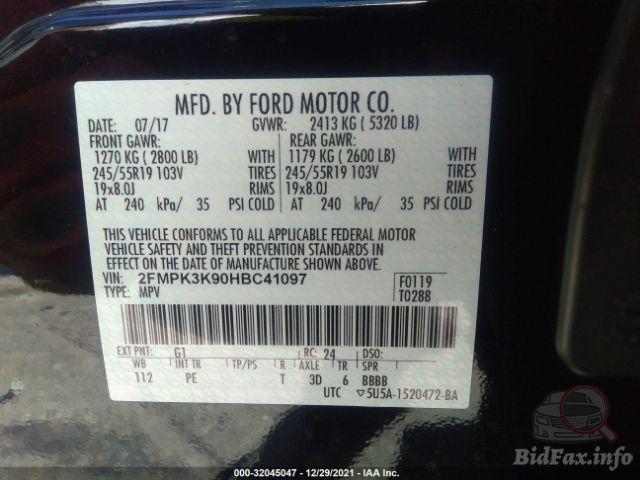 MFD. BY FORD MOTOR CO.
DATE: 07/17 GVWR: 2413 KG ( 5320 LB)
FRONT GAWR: REAR GAWR:
1270 KG ( 2800 LB) WITH 1179 KG ( 2600 LB) WITH
245/55R19 103V TIRES 245/55R19 103V TIRES
19x8.0J RIMS 19x8.0J RIMS
AT 240 kPa/ 35 PSI COLD AT 240 kPa/ 35 PSI COLD
THIS VEHICLE CONFORMS TO ALL APPLICABLE FEDERAL MOTOR
VEHICLE SAFETY AND THEFT PREVENTION STANDARDS IN
EFFECT ON THE DATE OF MANUFACTURE SHOWN ABOVE.
VIN: 2FMPK3K90HBC41097 F0119
TYPE: MPV T0288
EXT PNT: G1 RC: 24 DSO:
WB INT TR TP/PS R AXLE TR SPR
112 PE T 3D 6 BBBB
UTC ▽5U5A-1520472-BA
000-32045047 - 12/29/2021 - IAA Inc.
BidFax.info